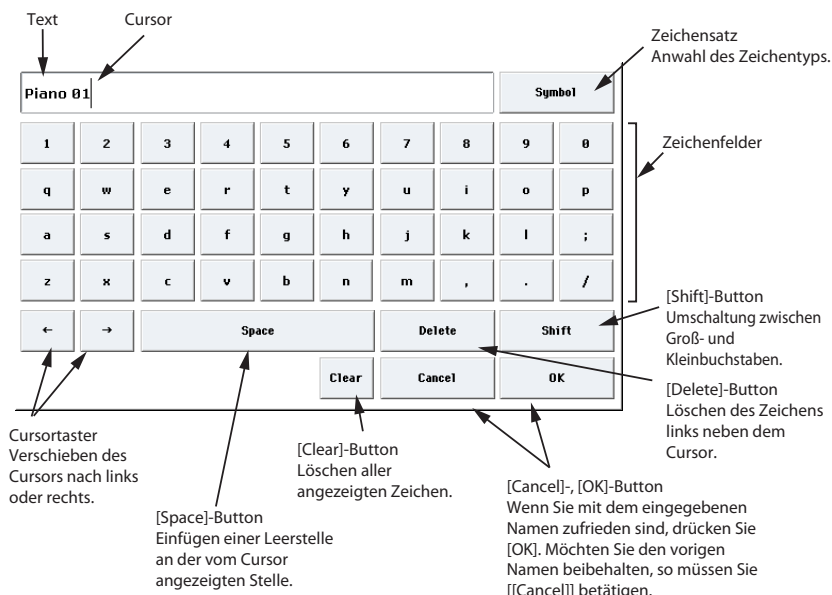 Text
Cursor
Zeichensatz
Anwahl des Zeichentyps.
Piano 01
Symbol
1 2 3 4 5 6 7 8 9 0
Zeichenfelder
q w e r t y u i o p
a s d f g h j k l ;
z x c v b n m , . /
← → Space Delete Shift
[Shift]-Button
Umschaltung zwischen
Groß- und
Kleinbuchstaben.
Clear Cancel OK
[Delete]-Button
Löschen des Zeichens
links neben dem
Cursor.
Cursortaster
Verschieben des
Cursors nach links
oder rechts.
[Clear]-Button
Löschen aller
angezeigten Zeichen.
[Space]-Button
Einfügen einer Leerstelle
an der vom Cursor
angezeigten Stelle.
[Cancel]-, [OK]-Button
Wenn Sie mit dem eingegebenen
Namen zufrieden sind, drücken Sie
[OK]. Möchten Sie den vorigen
Namen beibehalten, so müssen Sie
[[Cancel]] betätigen.